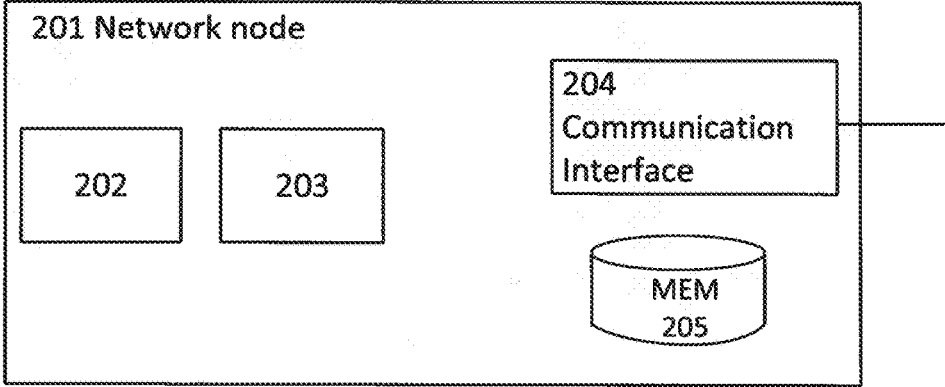 201 Network node
204
Communication
Interface
202
203
MEM
205